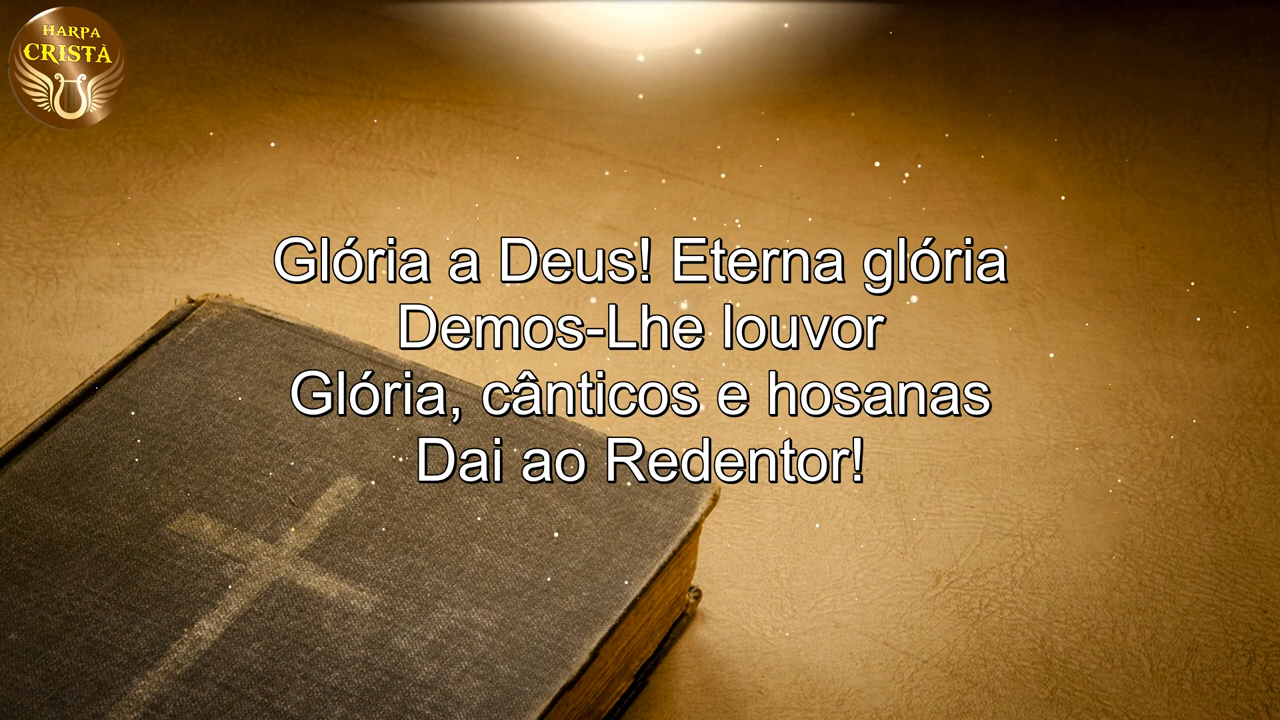 HARPA
CRISTÃ
Glória a Deus! Eterna glória
Demos-Lhe louvor
Glória, cânticos e hosanas
Dai ao Redentor!